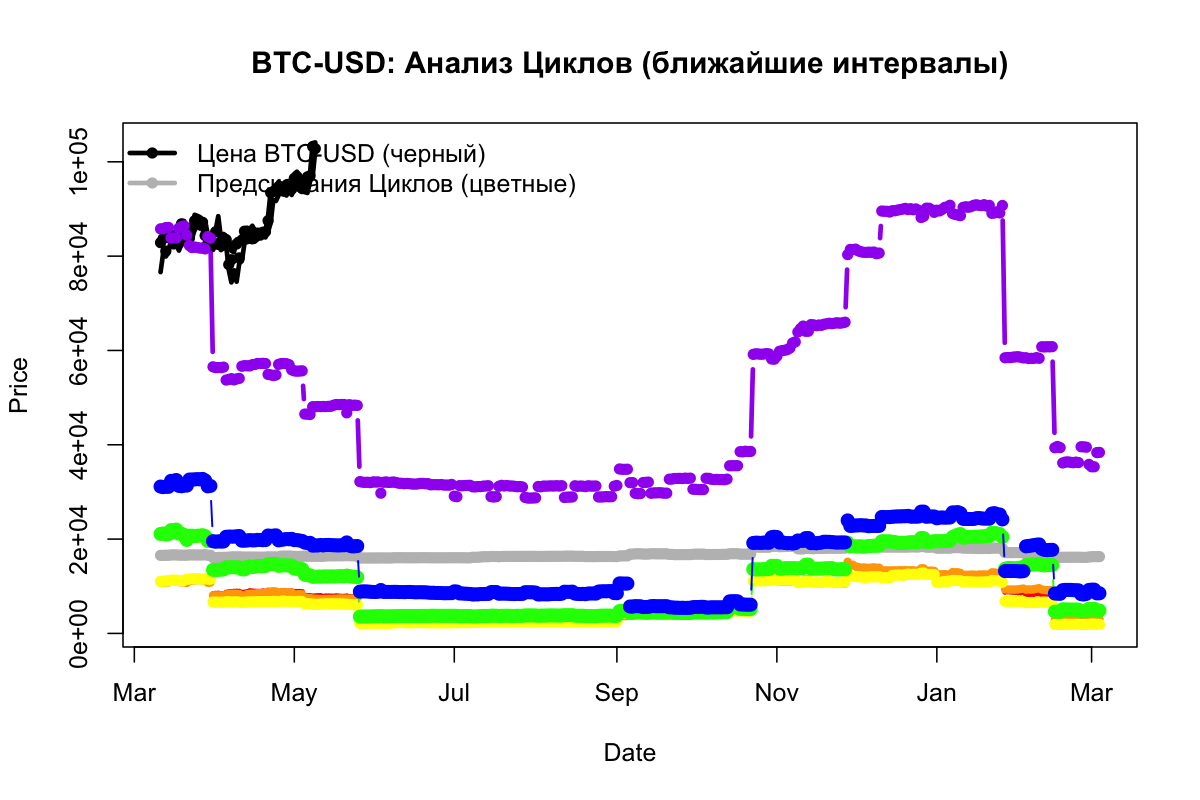 BTC-USD: Анализ Циклов (ближайшие интервалы)
Цена BTC-USD (черный)
Предсказания Циклов (цветные)
Price
1e+05
8e+04
6e+04
4e+04
2e+04
0e+00
Mar May Jul Sep Nov Jan Mar
Date